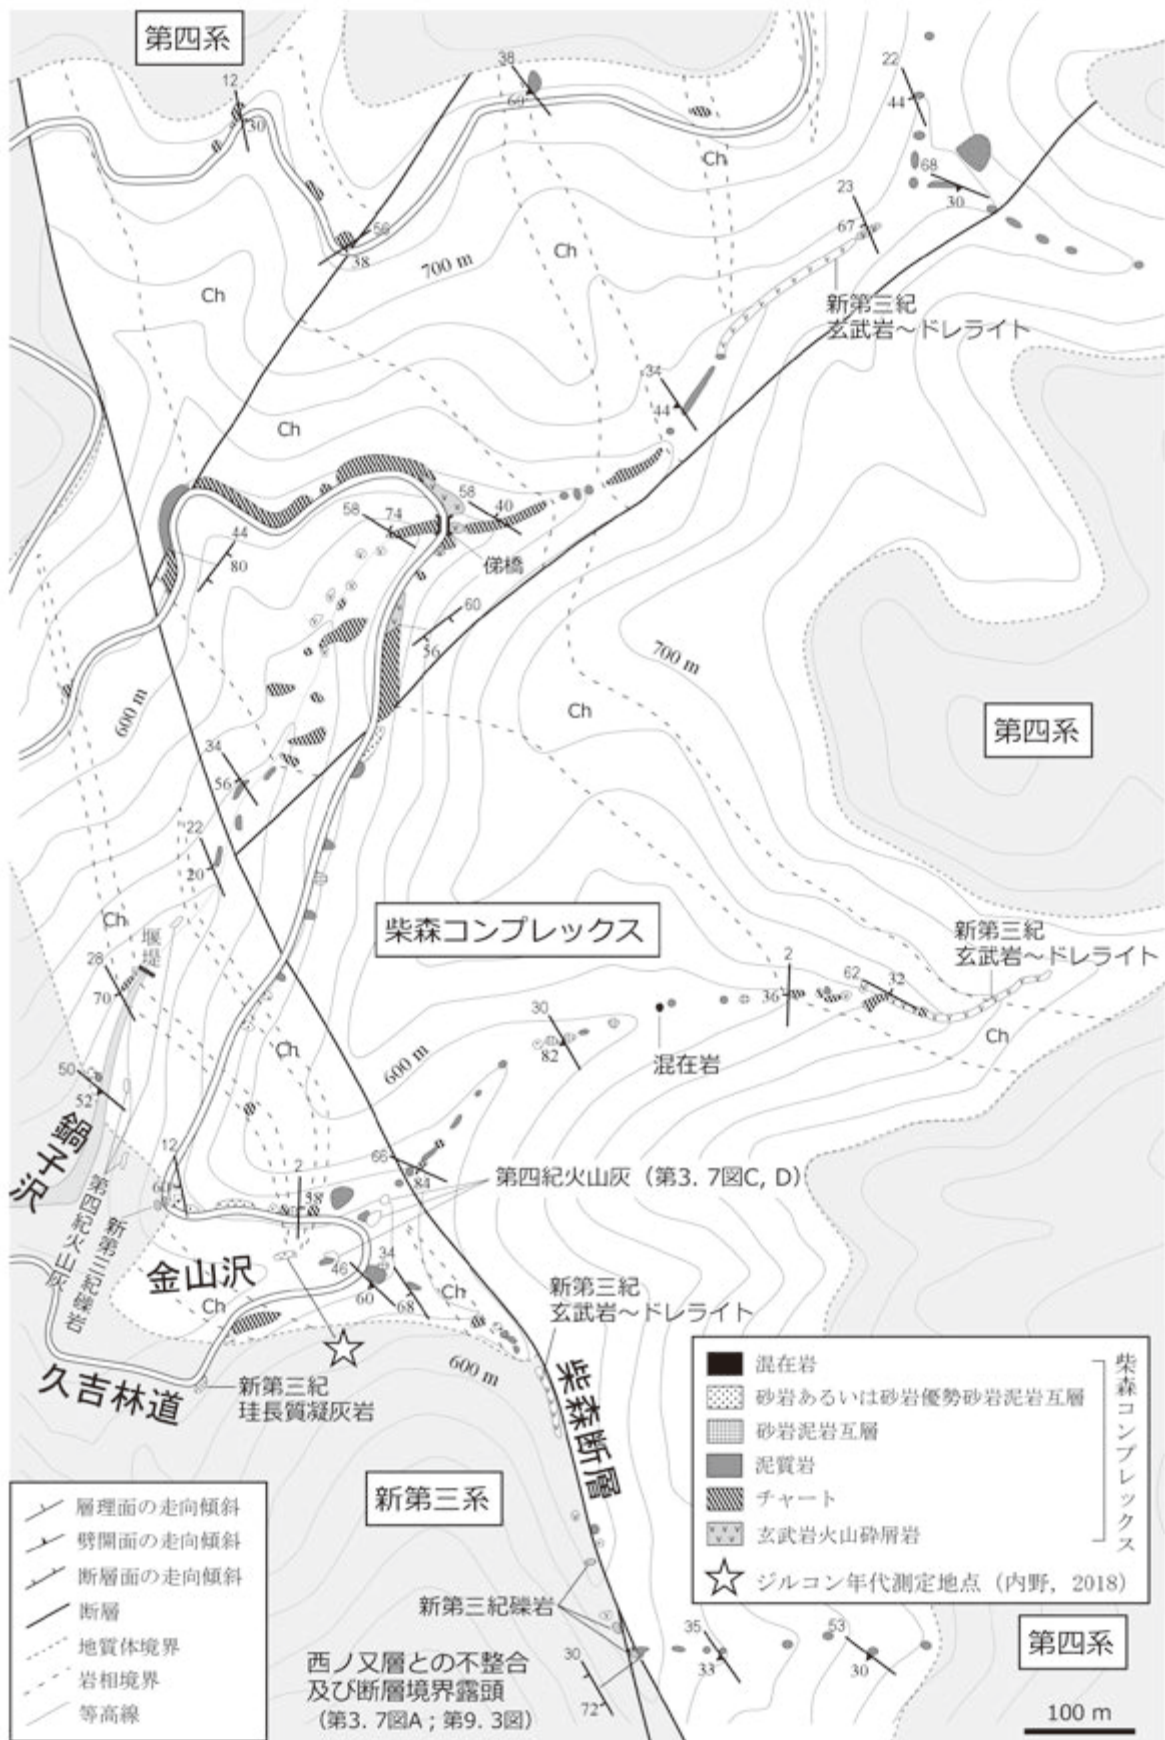 第四系
38
12
69
30
22
44
Ch
68
30
23
67
56
38
700 m
Ch
Ch
新第三紀
玄武岩～ドレライト
34
44
Ch
58
40
58
74
44
80
俤橋
60
56
700 m
Ch
600 m
第四系
34
56
22
20
Ch
堰堤
柴森コンプレックス
新第三紀
玄武岩～ドレライト
28
70
2
36
62
32
30
82
混在岩
Ch
Ch
600 m
50
52
鍋子沢
12
60
66
84
2
38
第四紀火山灰（第3. 7図C, D）
第四紀火山灰
新第三紀礫岩
金山沢
46
34
60
68
Ch
Ch
新第三紀
玄武岩～ドレライト
久吉林道
新第三紀
珪長質凝灰岩
600 m
柴森断層
混在岩
砂岩あるいは砂岩優勢砂岩泥岩互層
砂岩泥岩互層
泥質岩
チャート
玄武岩火山砕屑岩
柴森コンプレックス
ジルコン年代測定地点（内野, 2018）
新第三系
層理面の走向傾斜
劈開面の走向傾斜
断層面の走向傾斜
断層
地質体境界
岩相境界
等高線
新第三紀礫岩
西ノ又層との不整合
及び断層境界露頭
（第3. 7図A ; 第9. 3図）
30
72
35
33
53
30
第四系
100 m